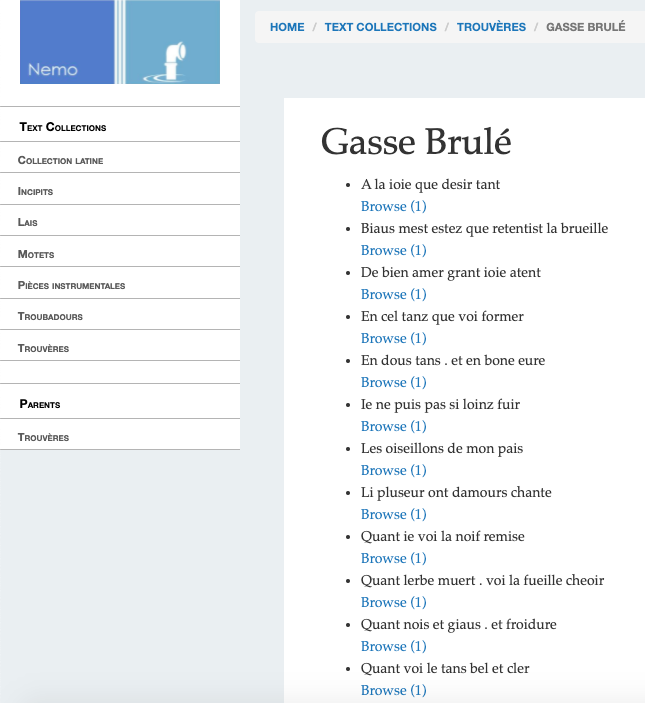 Nemo
HOME / TEXT COLLECTIONS / TROUVÈRES / GASSE BRULÉ
Text Collections
Collection latine
Incipits
Lais
Motets
Pièces instrumentales
Troubadours
Trouvères
Parents
Trouvères
Gasse Brulé
• A la ioie que desir tant
Browse (1)
• Biaus mest estez que retentist la brueille
Browse (1)
• De bien amer grant ioie atent
Browse (1)
• En cel tanz que voi former
Browse (1)
• En dous tans . et en bone eure
Browse (1)
• Ie ne puis pas si loinz fuir
Browse (1)
• Les oiseillons de mon pais
Browse (1)
• Li pluseur ont damours chante
Browse (1)
• Quant ie voi la noif remise
Browse (1)
• Quant lerbe muert . voi la fueille cheoir
Browse (1)
• Quant nois et giaus . et froidure
Browse (1)
• Quant voi le tans bel et cler
Browse (1)